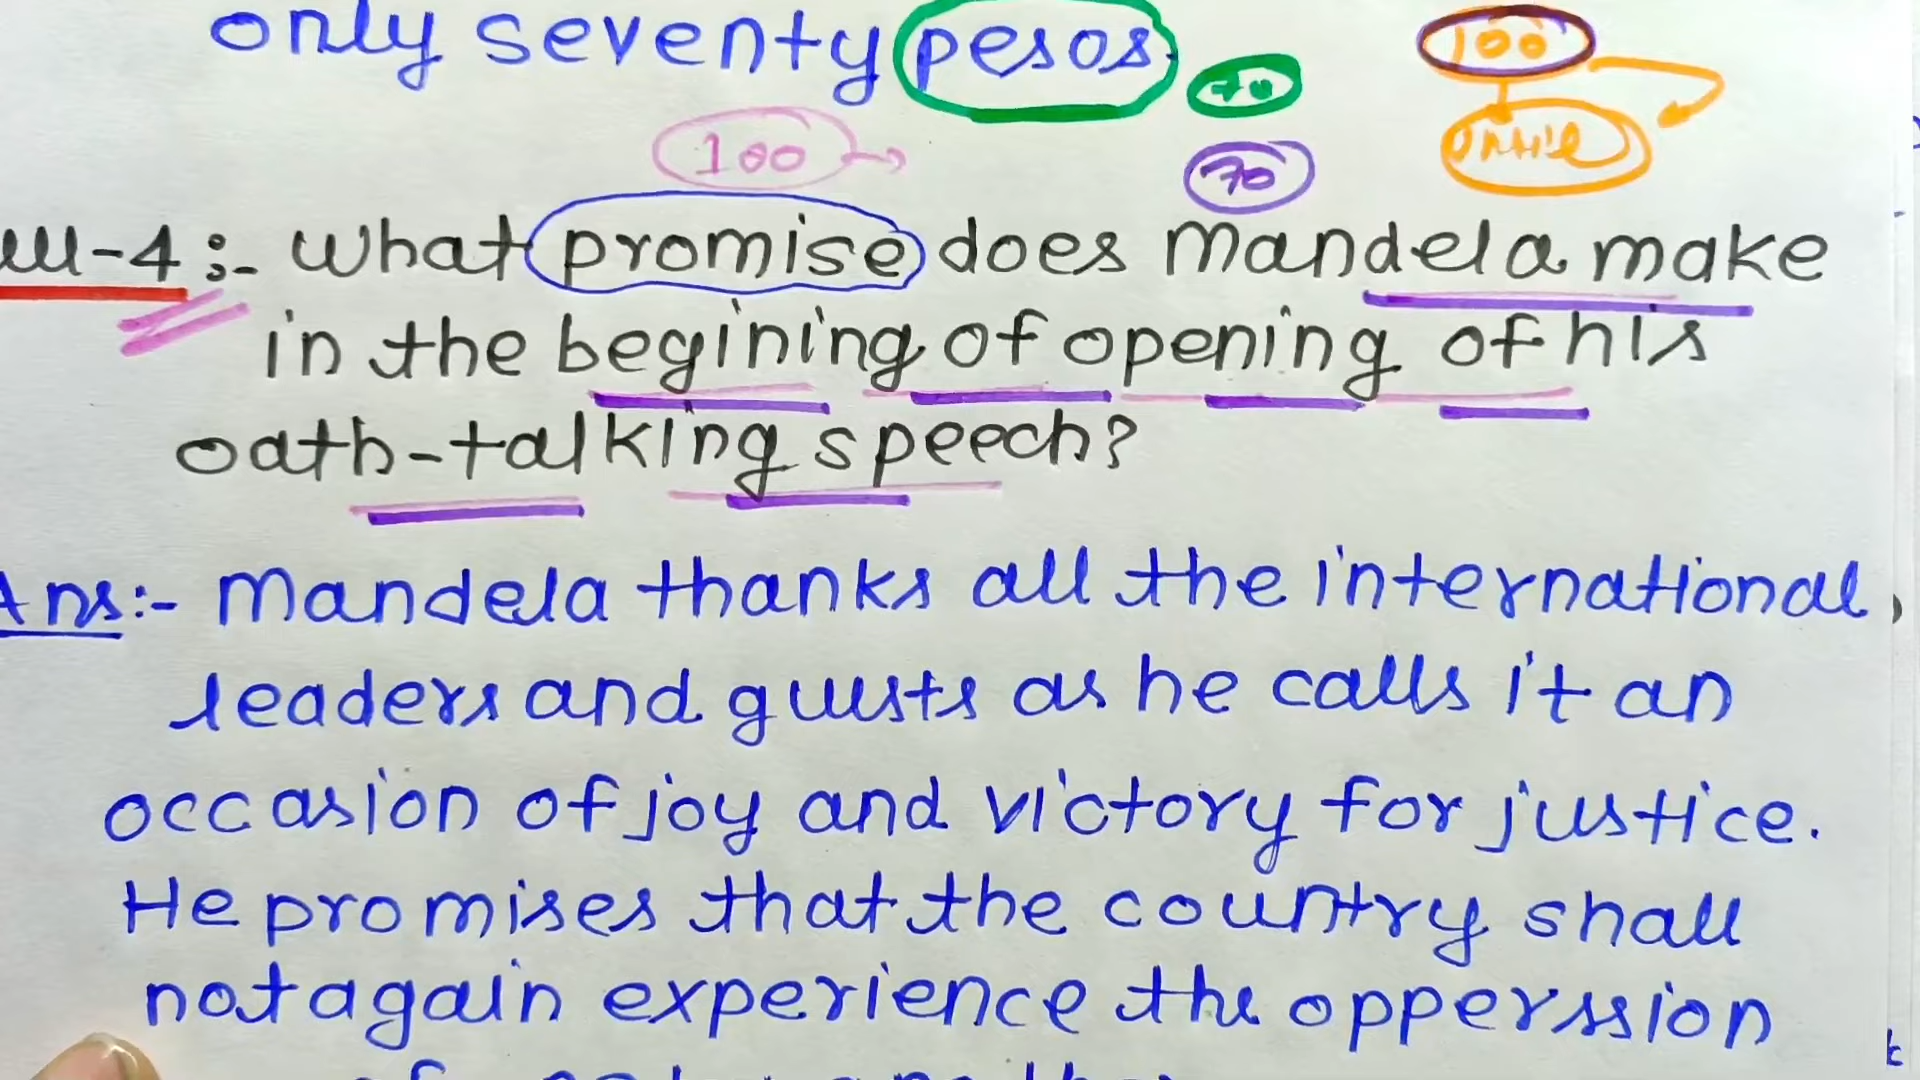 only seventy pesos.
70
100
100
70
-4:- What promise does Mandela make
in the begining of opening of his
oath-talking speech?
Ans:- Mandela thanks all the international,
leaders and guests as he calls it an
occasion of joy and victory for justice.
He promises that the country shall
not again experience the opperssion